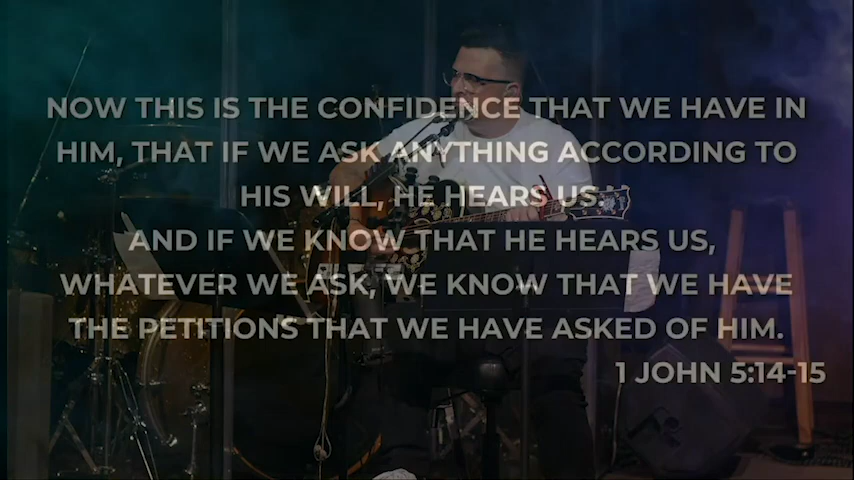 NOW THIS IS THE CONFIDENCE THAT WE HAVE IN
HIM, THAT IF WE ASK ANYTHING ACCORDING TO
HIS WILL, HE HEARS US.
AND IF WE KNOW THAT HE HEARS US,
WHATEVER WE ASK, WE KNOW THAT WE HAVE
THE PETITIONS THAT WE HAVE ASKED OF HIM.
1 JOHN 5:14-15